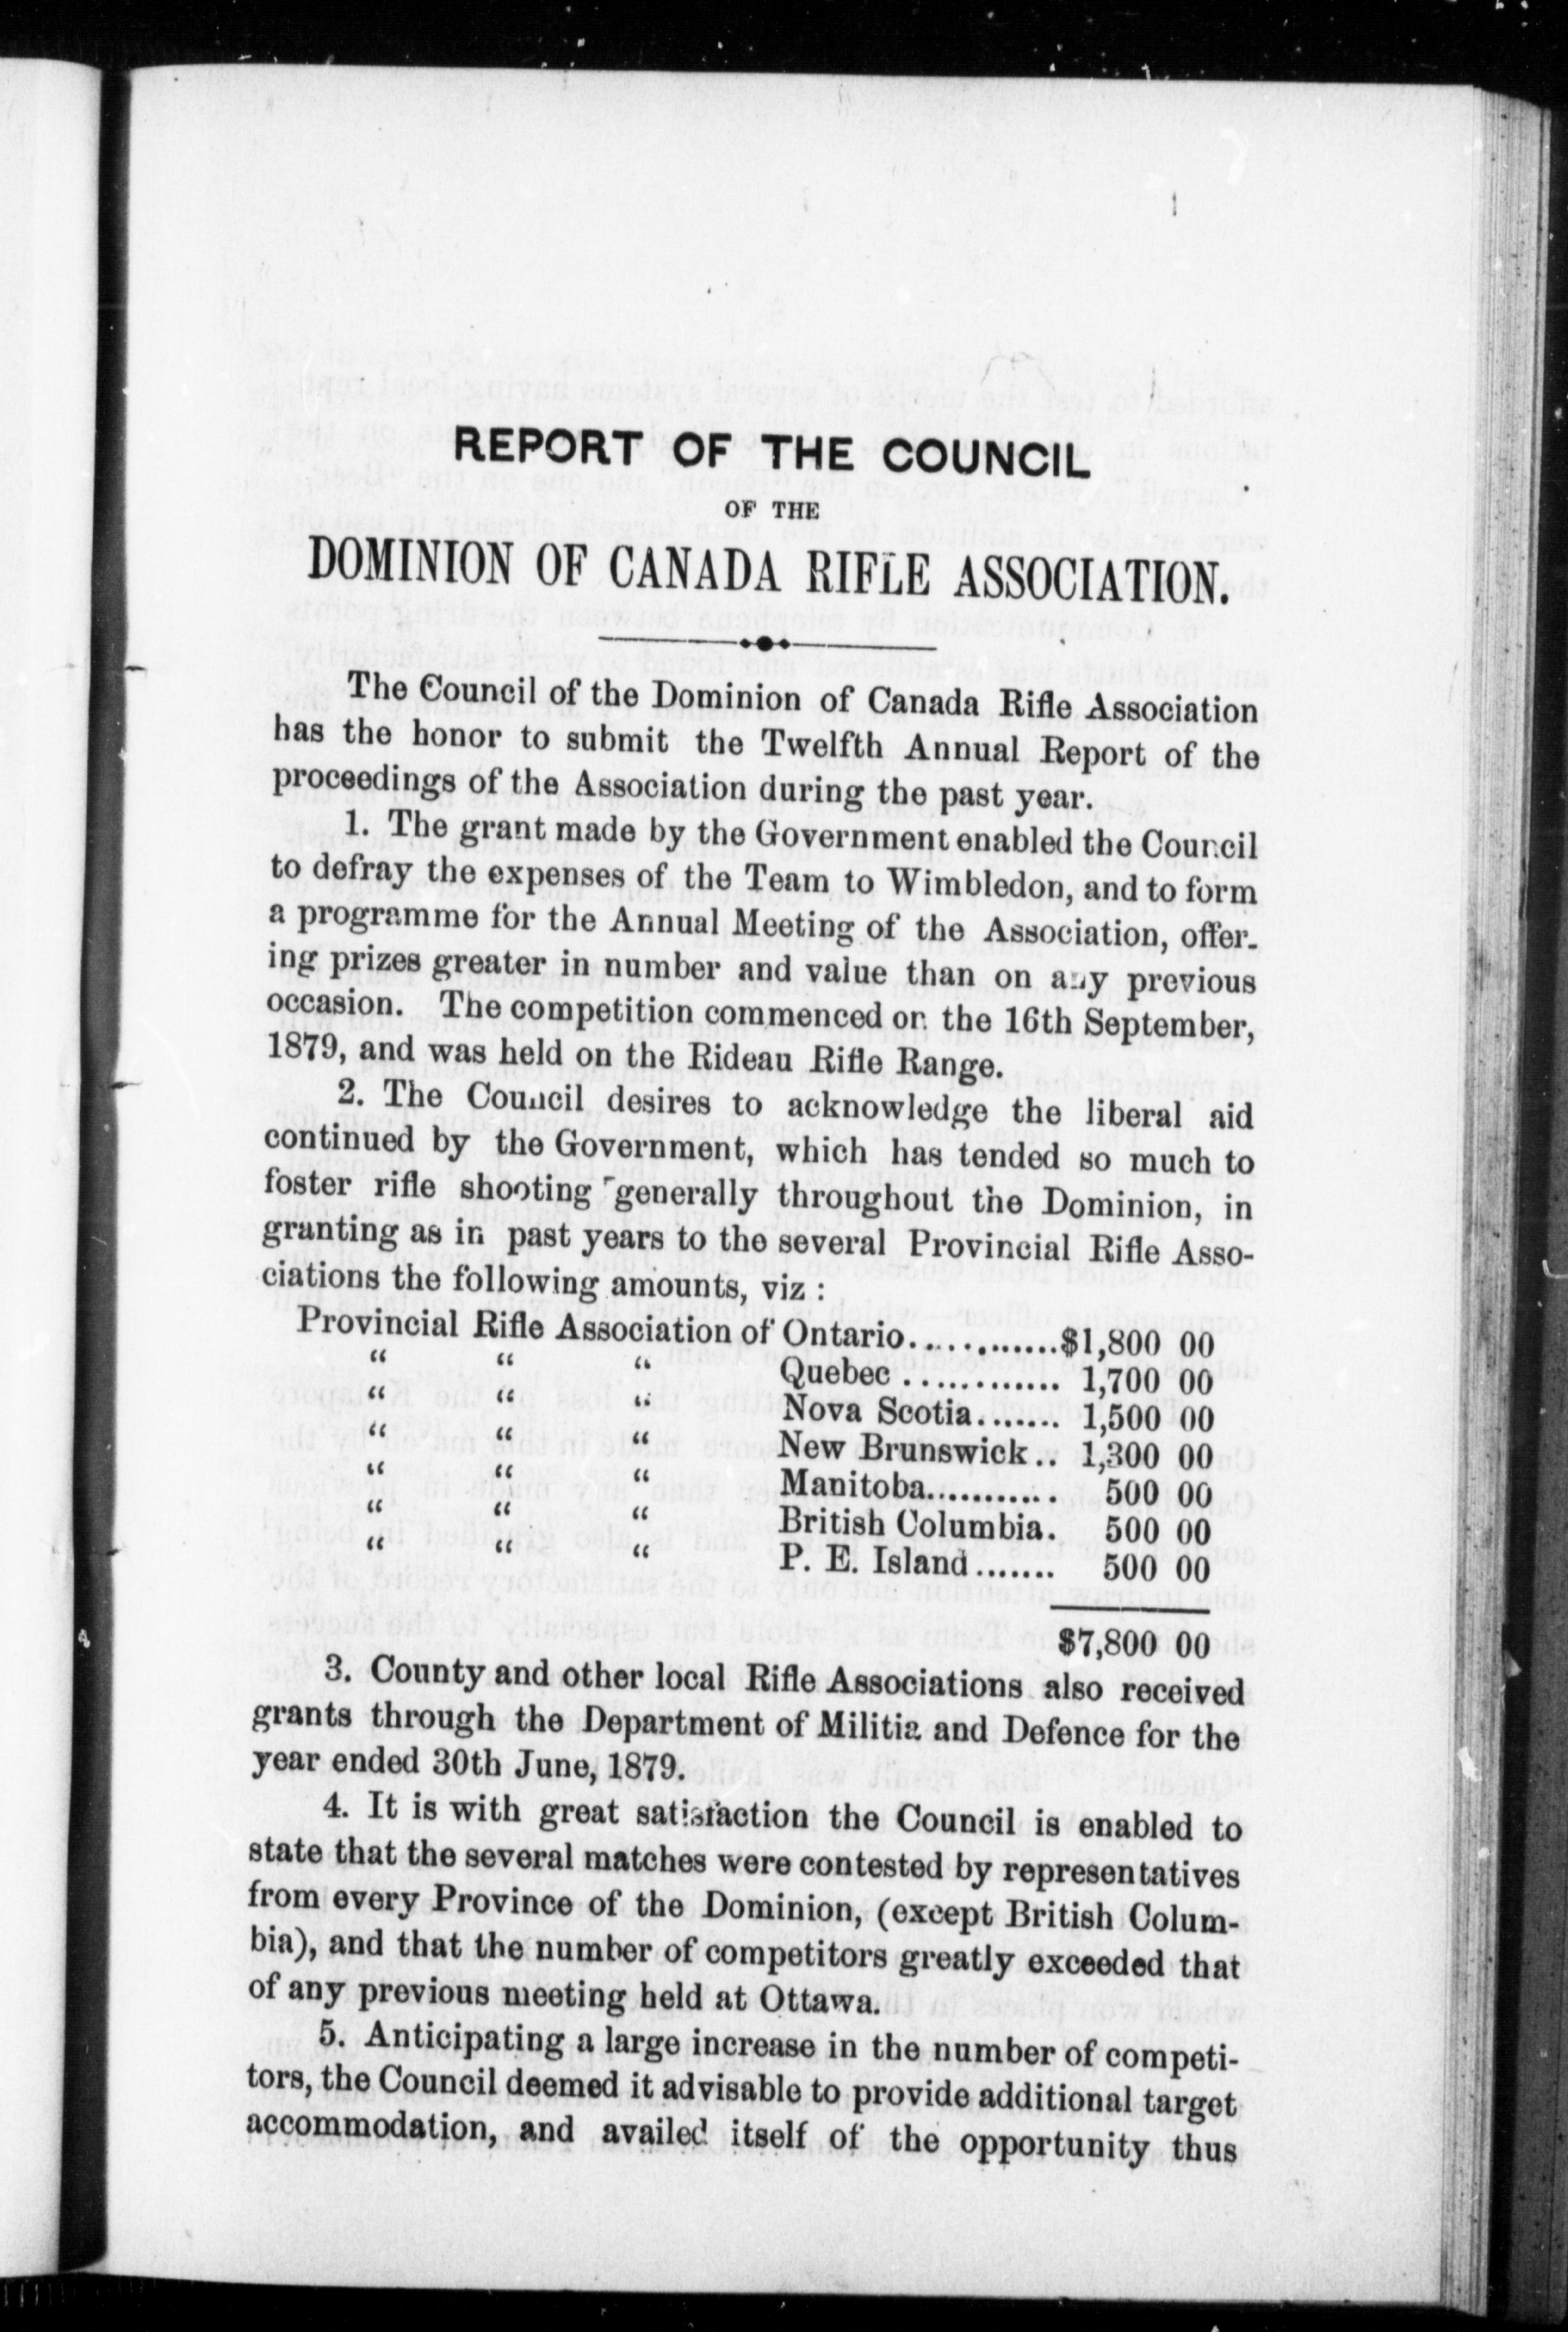 REPORT OF THE COUNCIL
OF THE
DOMINION OF CANADA RIFLE ASSOCIATION.
The Council of the Dominion of Canada Rifle Association
has the honor to submit the Twelfth Annual Report of the
proceedings of the Association during the past year.
1. The grant made by the Government enabled the Council
to defray the expenses of the Team to Wimbledon, and to form
a programme for the Annual Meeting of the Association, offer-
ing prizes greater in number and value than on any previous
occasion. The competition commenced on the 16th September,
1879, and was held on the Rideau Rifle Range.
2. The Council desires to acknowledge the liberal aid
continued by the Government, which has tended so much to
foster rifle shooting generally throughout the Dominion, in
granting as in past years to the several Provincial Rifle Asso-
ciations the following amounts, viz :
Provincial Rifle Association of Ontario.............$1,800 00
" " " Quebec ............ 1,700 00
" " " Nova Scotia....... 1,500 00
" " " New Brunswick.. 1,300 00
" " " Manitoba........... 500 00
" " " British Columbia. 500 00
" " " P. E. Island....... 500 00
$7,800 00
3. County and other local Rifle Associations also received
grants through the Department of Militia and Defence for the
year ended 30th June, 1879.
4. It is with great satisfaction the Council is enabled to
state that the several matches were contested by representatives
from every Province of the Dominion, (except British Colum-
bia), and that the number of competitors greatly exceeded that
of any previous meeting held at Ottawa.
5. Anticipating a large increase in the number of competi-
tors, the Council deemed it advisable to provide additional target
accommodation, and availed itself of the opportunity thus